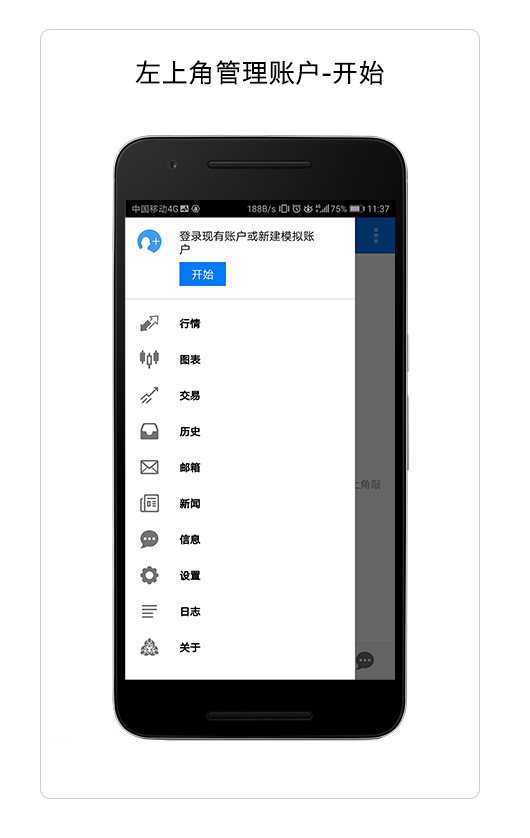 左上角管理账户-开始
中国移动4G 188B/s 75% 11:37
登录现有账户或新建模拟账
户
开始
行情
图表
交易
历史
邮箱
新闻
信息
设置
日志
关于
上角敲